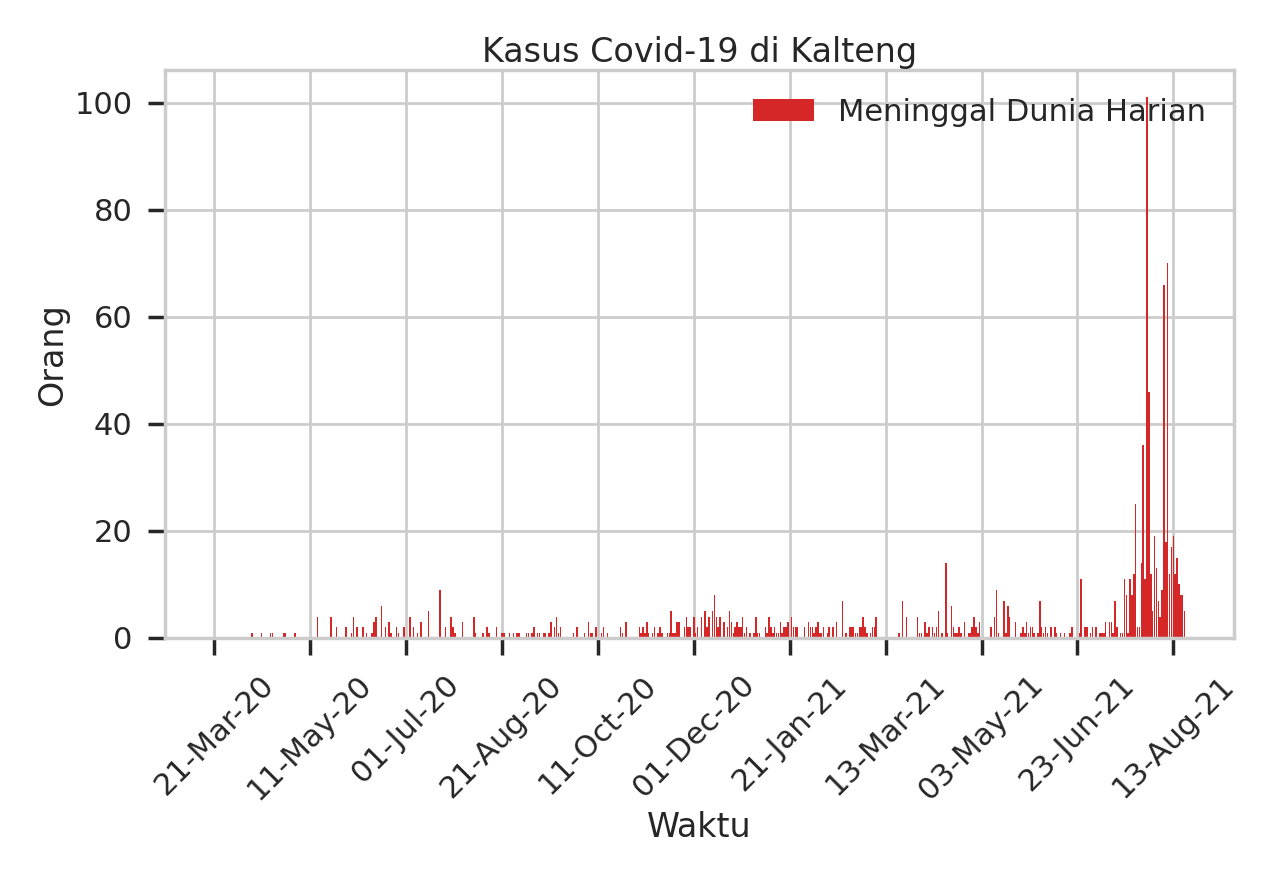 Kasus Covid-19 di Kalteng
Meninggal Dunia Harian
100
80
60
40
20
0
Orang
21-Mar-20
11-May-20
01-Jul-20
21-Aug-20
11-Oct-20
01-Dec-20
21-Jan-21
13-Mar-21
03-May-21
23-Jun-21
13-Aug-21
Waktu